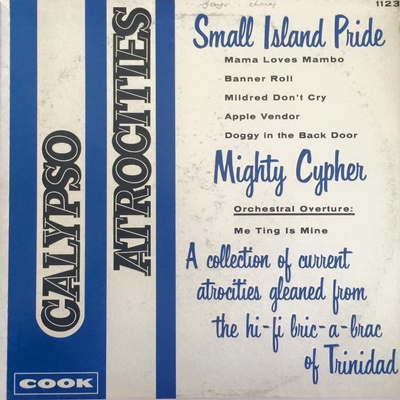 1123
CALYPSO
ATROCITIES
Small Island Pride
Mama Loves Mambo
Banner Roll
Mildred Don't Cry
Apple Vendor
Doggy in the Back Door
Mighty Cypher
Orchestral Overture:
Me Ting Is Mine
A collection of current
atrocities gleaned from
the hi-fi bric-a-brac
of Trinidad
COOK